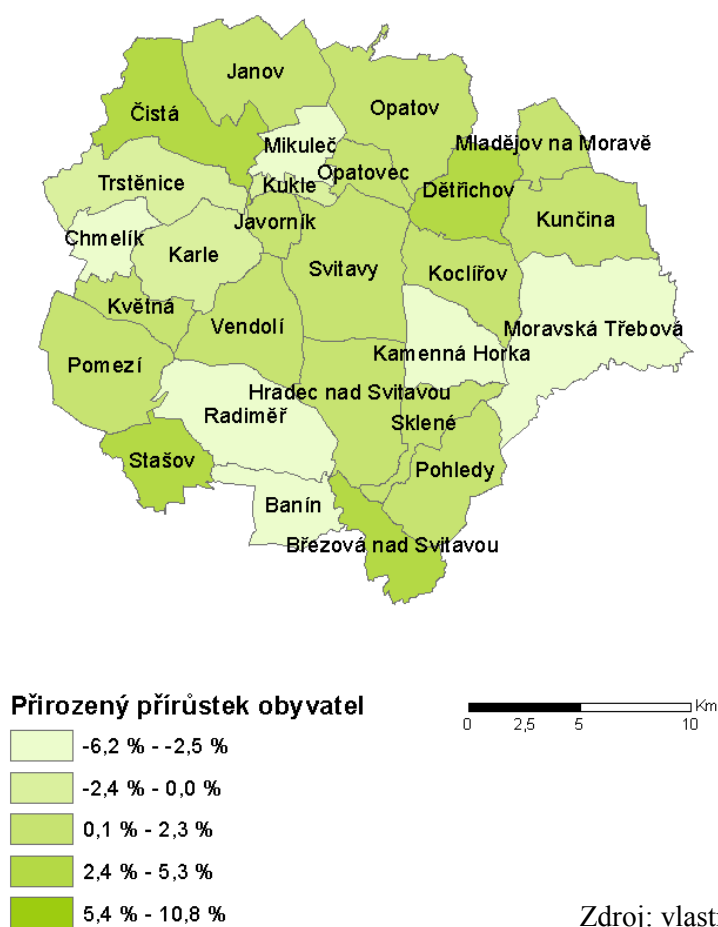 Janov
Čistá
Opatov
Mikuleč
Mladějov na Moravě
Opatovec
Trstěnice
Kukle
Dětřichov
Javorník
Kunčina
Chmelík
Karle
Svitavy
Koclířov
Květná
Vendolí
Moravská Třebová
Kamenná Horka
Pomezí
Hradec nad Svitavou
Radiměř
Sklené
Stašov
Pohledy
Banín
Březová nad Svitavou
Přirozený přírůstek obyvatel
-6,2 % - -2,5 %
-2,4 % - 0,0 %
0,1 % - 2,3 %
2,4 % - 5,3 %
5,4 % - 10,8 %
Km
0 2,5 5 10
Zdroj: